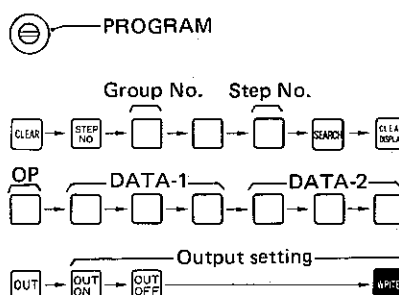 PROGRAM
Group No. Step No.
CLEAR STEP NO SEARCH CLEAR DISPLAY
OP DATA-1 DATA-2
Output setting
OUT OUT ON OUT OFF WRITE